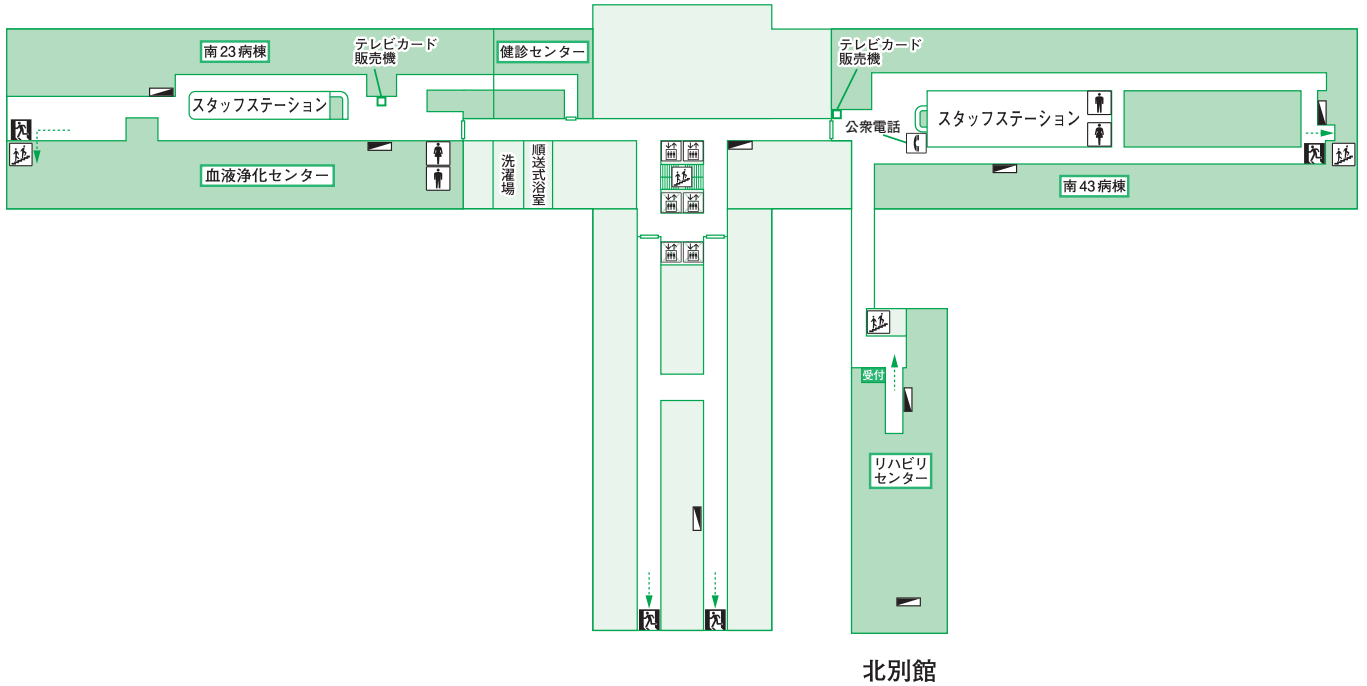 南23病棟
テレビカード
販売機
健診センター
テレビカード
販売機
スタッフステーション
公衆電話
スタッフステーション
血液浄化センター
洗濯場
順送式浴室
南43病棟
受付
リハビリ
センター
北別館